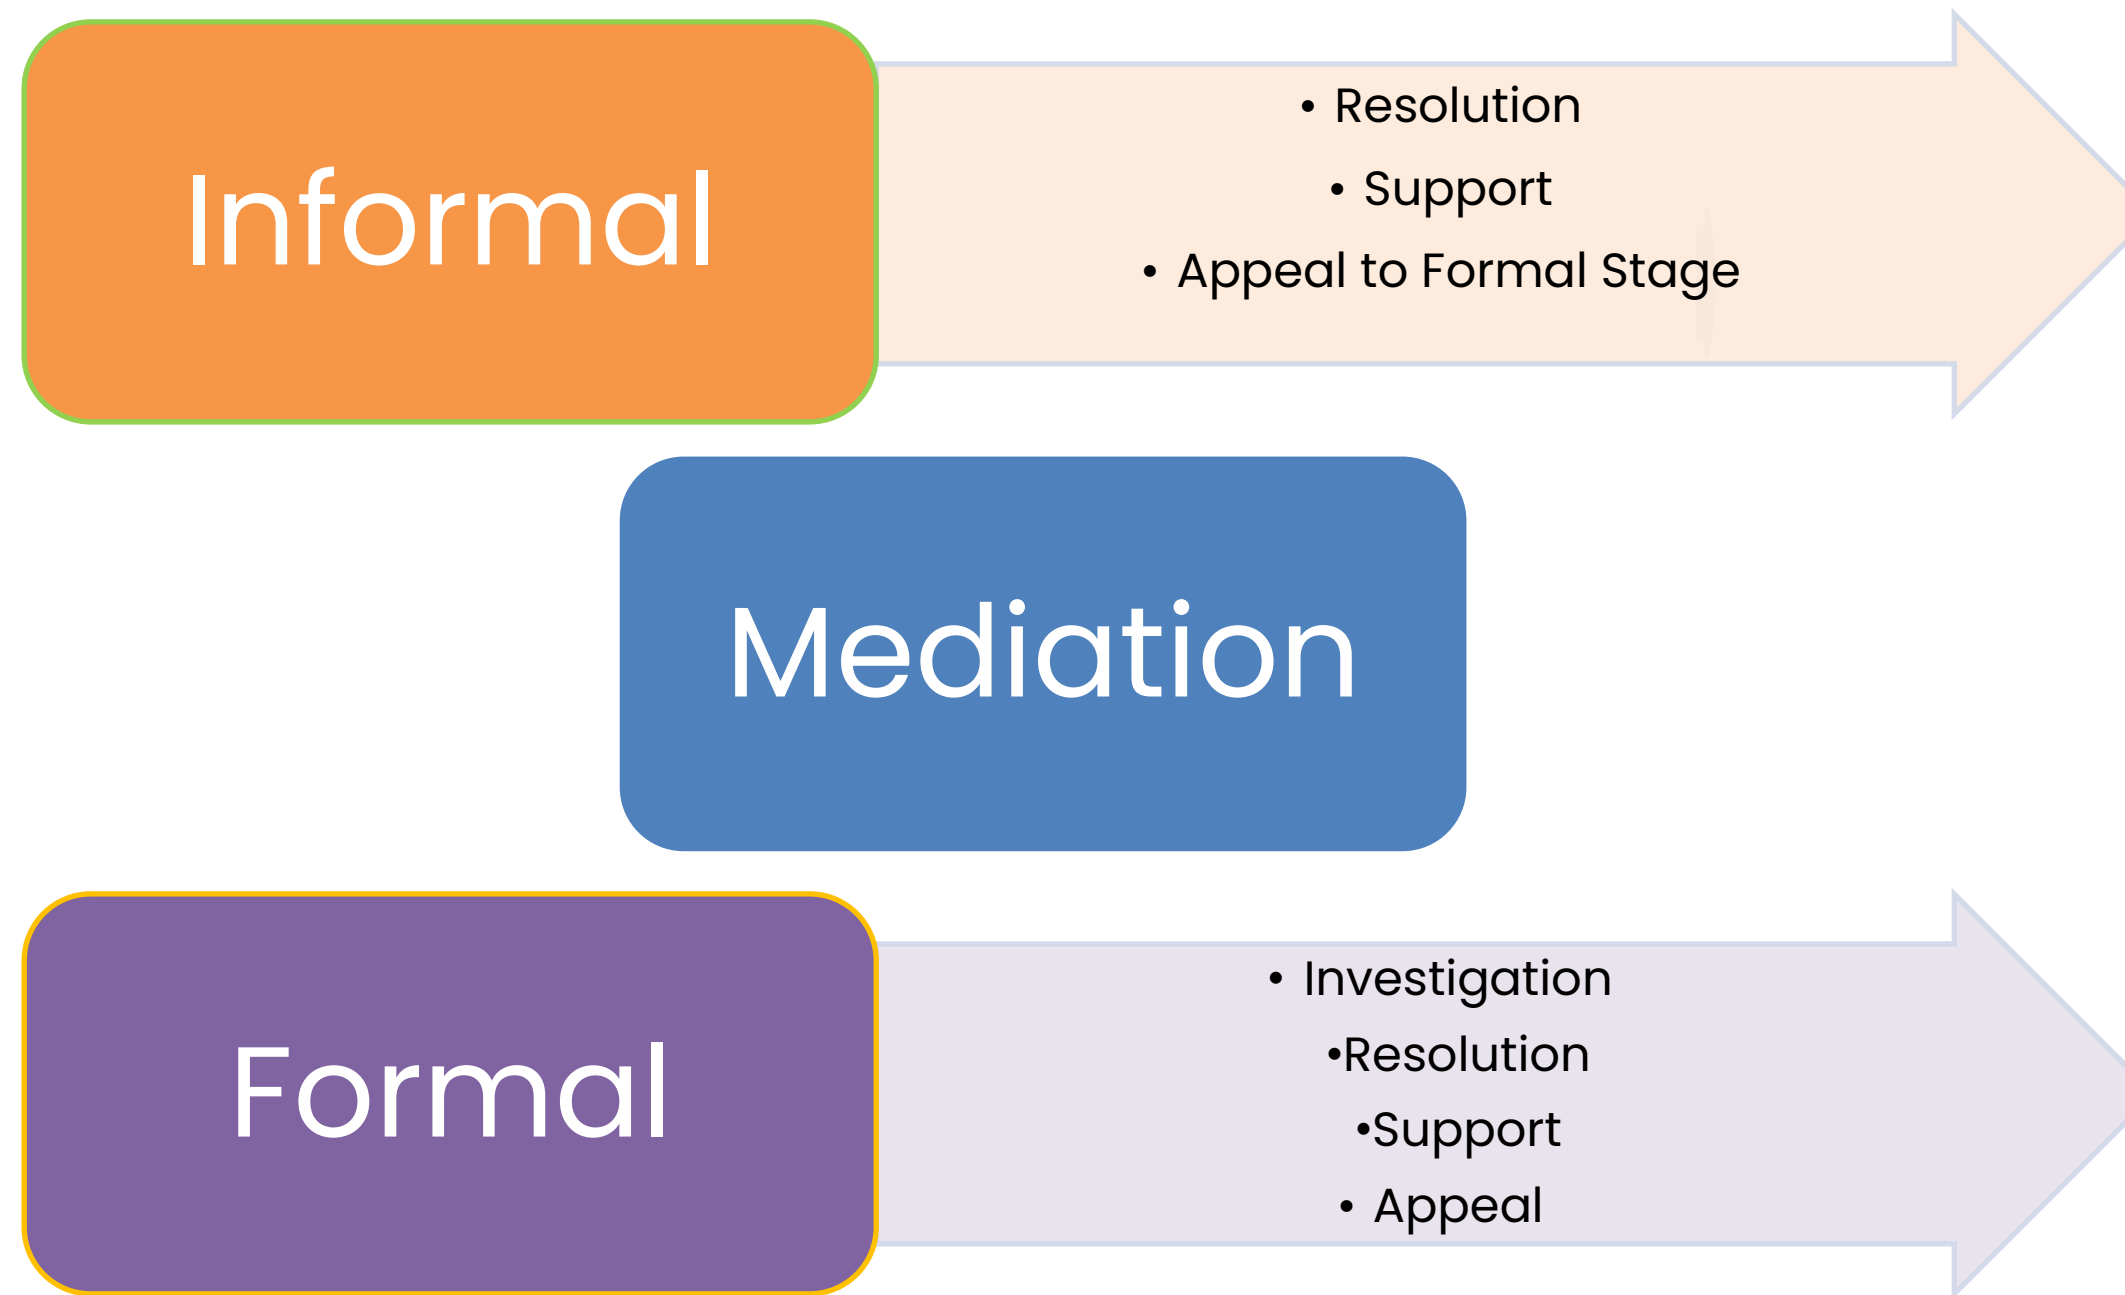 Informal
• Resolution
• Support
• Appeal to Formal Stage
Mediation
Formal
• Investigation
•Resolution
•Support
• Appeal